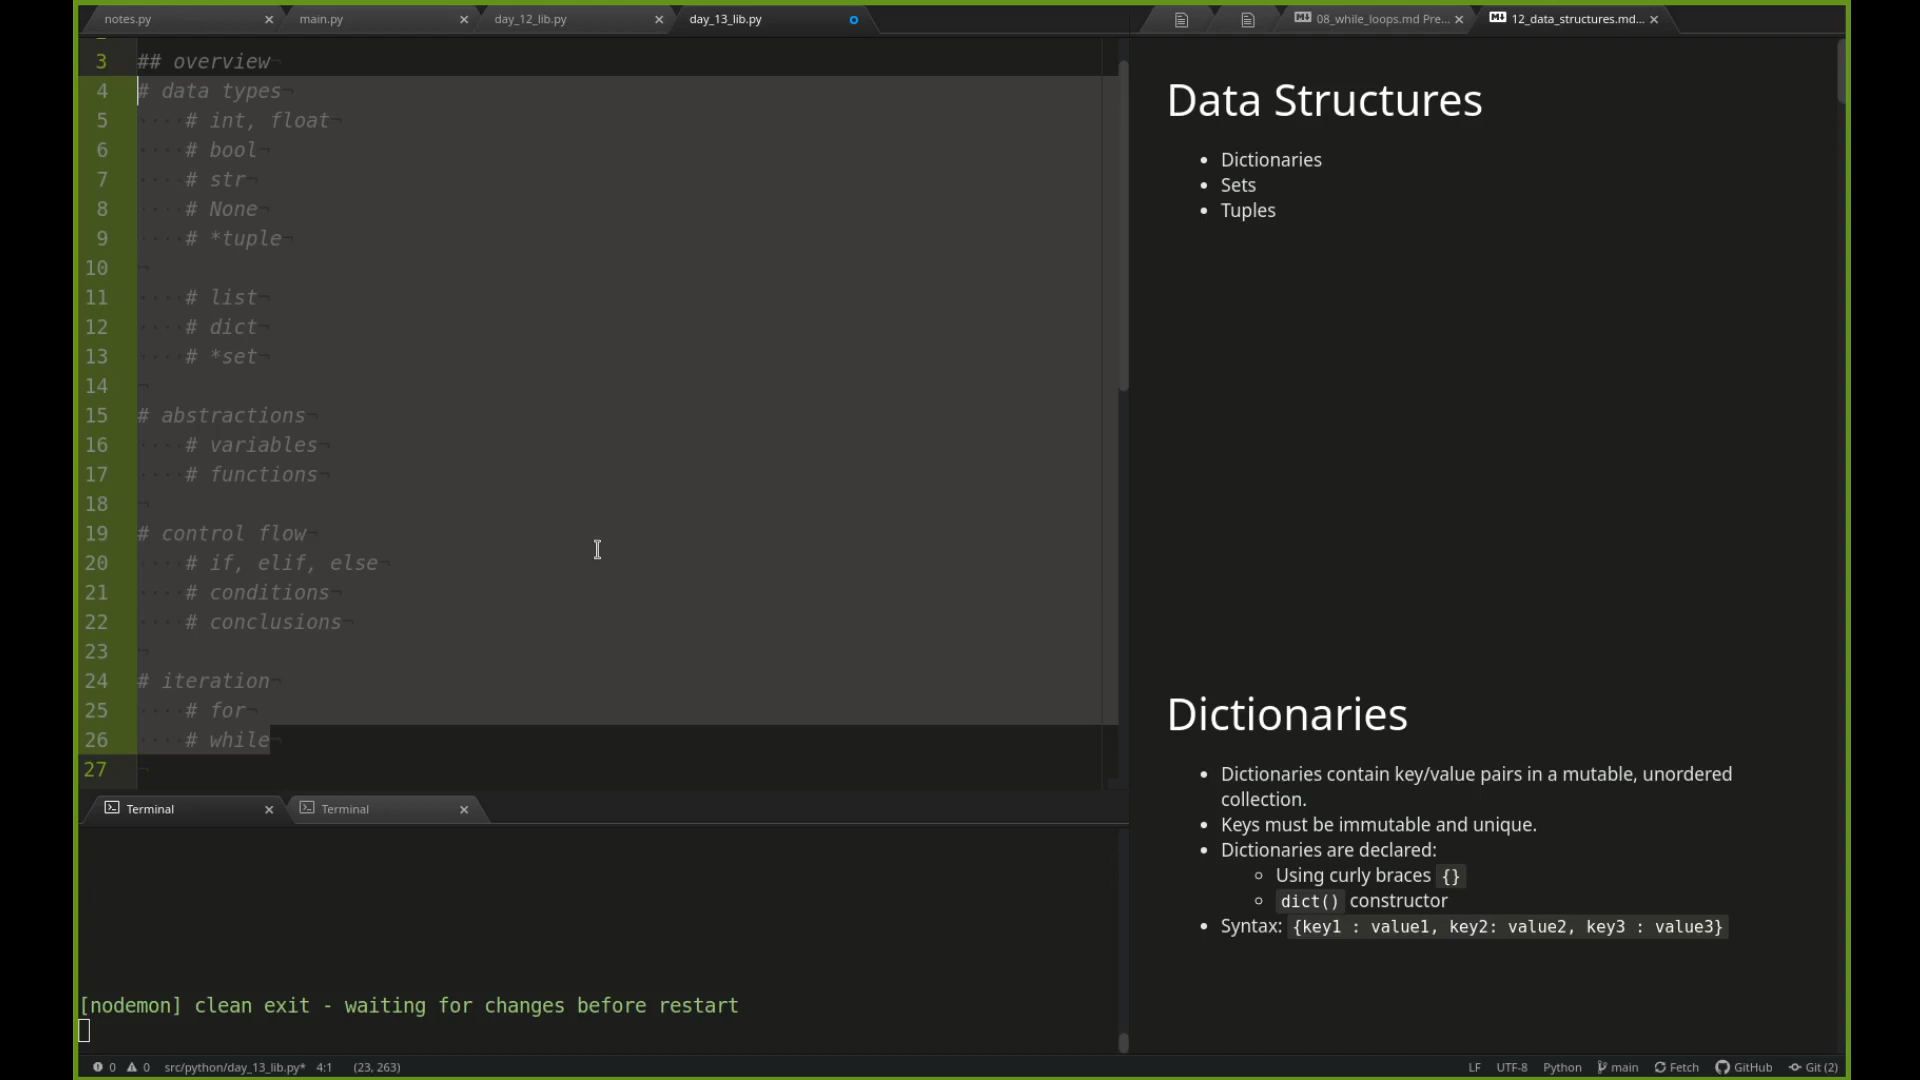 notes.py
main.py
day_12_lib.py
day_13_lib.py
08_while_loops.md Pre...
12_data_structures.md...
3 ## overview
4 # data types
5 # int, float
6 # bool
7 # str
8 # None
9 # *tuple
10
11 # list
12 # dict
13 # *set
14
15 # abstractions
16 # variables
17 # functions
18
19 # control flow
20 # if, elif, else
21 # conditions
22 # conclusions
23
24 # iteration
25 # for
26 # while
27
Terminal
Terminal
[nodemon] clean exit - waiting for changes before restart
Data Structures
• Dictionaries
• Sets
• Tuples
Dictionaries
• Dictionaries contain key/value pairs in a mutable, unordered
collection.
• Keys must be immutable and unique.
• Dictionaries are declared:
◦ Using curly braces {}
◦ dict() constructor
• Syntax: {key1 : value1, key2: value2, key3 : value3}
0 0 src/python/day_13_lib.py* 4:1 (23, 263)
LF UTF-8 Python main Fetch GitHub Git (2)